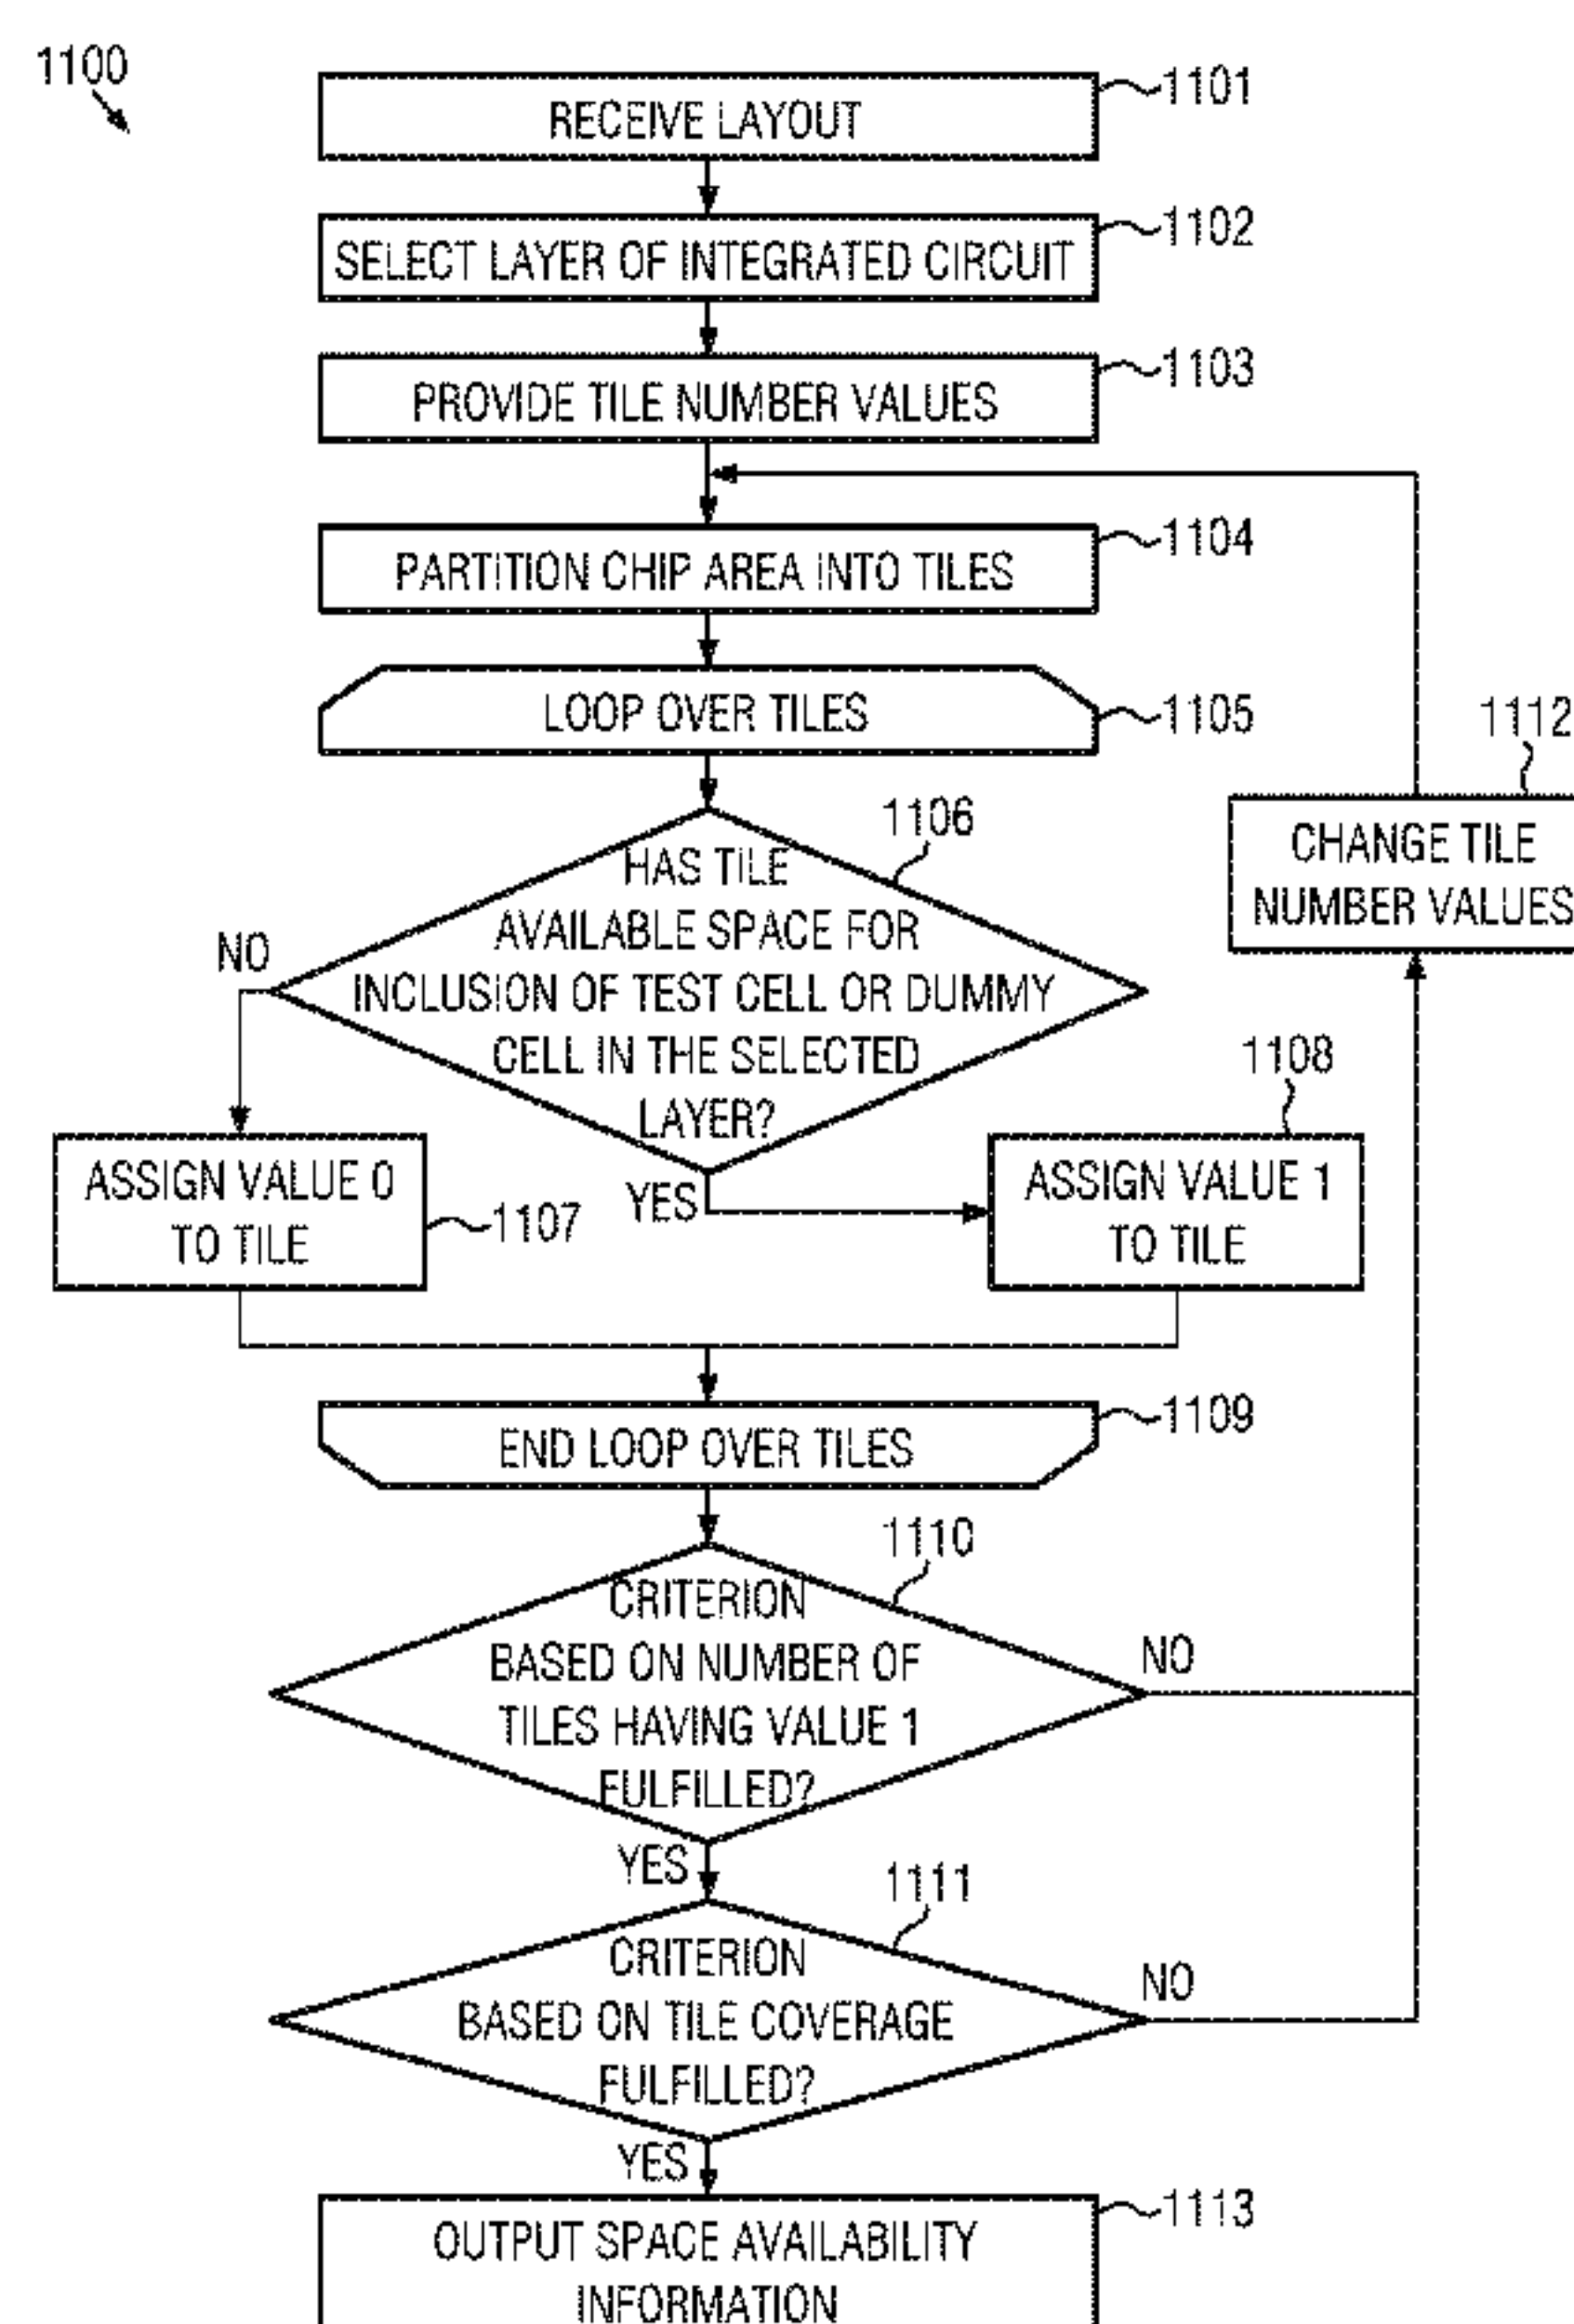 1100
RECEIVE LAYOUT
1101
SELECT LAYER OF INTEGRATED CIRCUIT
1102
PROVIDE TILE NUMBER VALUES
1103
PARTITION CHIP AREA INTO TILES
1104
LOOP OVER TILES
1105
1112
CHANGE TILE
NUMBER VALUES
1106
HAS TILE
AVAILABLE SPACE FOR
INCLUSION OF TEST CELL OR DUMMY
CELL IN THE SELECTED
LAYER?
NO
YES
ASSIGN VALUE 0
TO TILE
1107
1108
ASSIGN VALUE 1
TO TILE
END LOOP OVER TILES
1109
1110
CRITERION
BASED ON NUMBER OF
TILES HAVING VALUE 1
FULFILLED?
NO
YES
1111
CRITERION
BASED ON TILE COVERAGE
FULFILLED?
NO
YES
OUTPUT SPACE AVAILABILITY
INFORMATION
1113